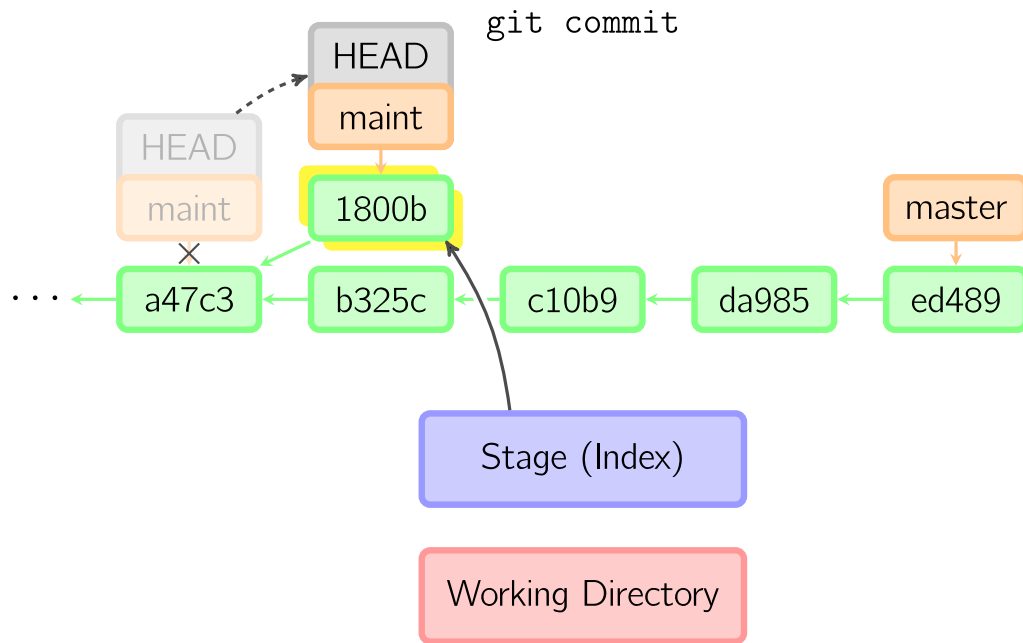 git commit
HEAD
maint
HEAD
maint
1800b
master
... a47c3 b325c c10b9 da985 ed489
Stage (Index)
Working Directory